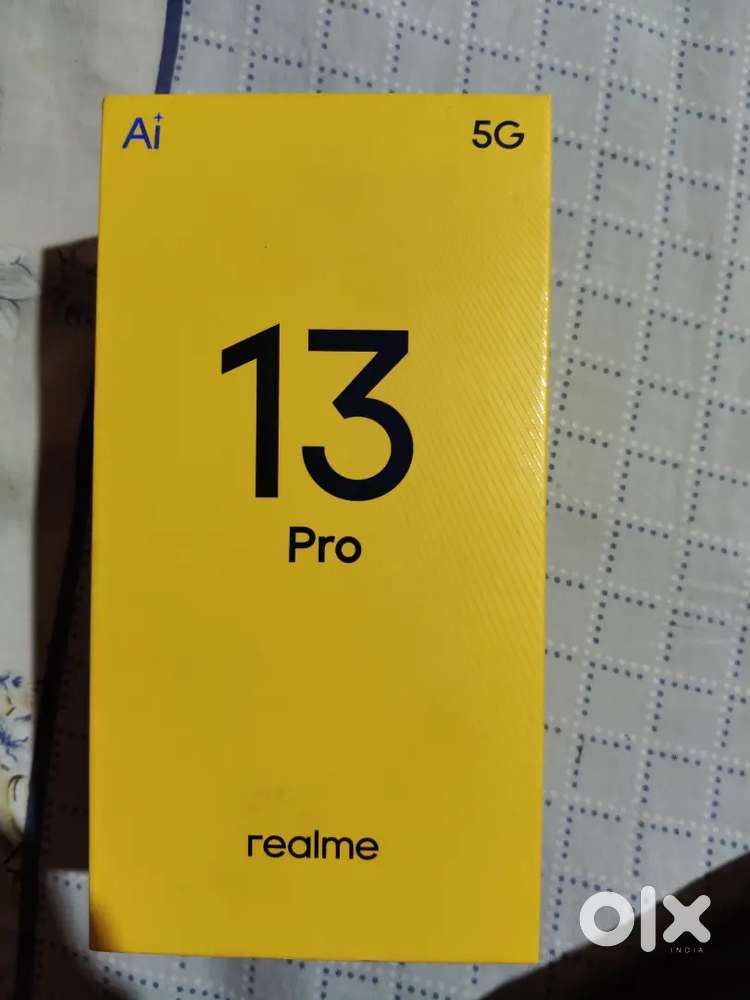 Ai+
5G
13
Pro
realme
olx
INDIA